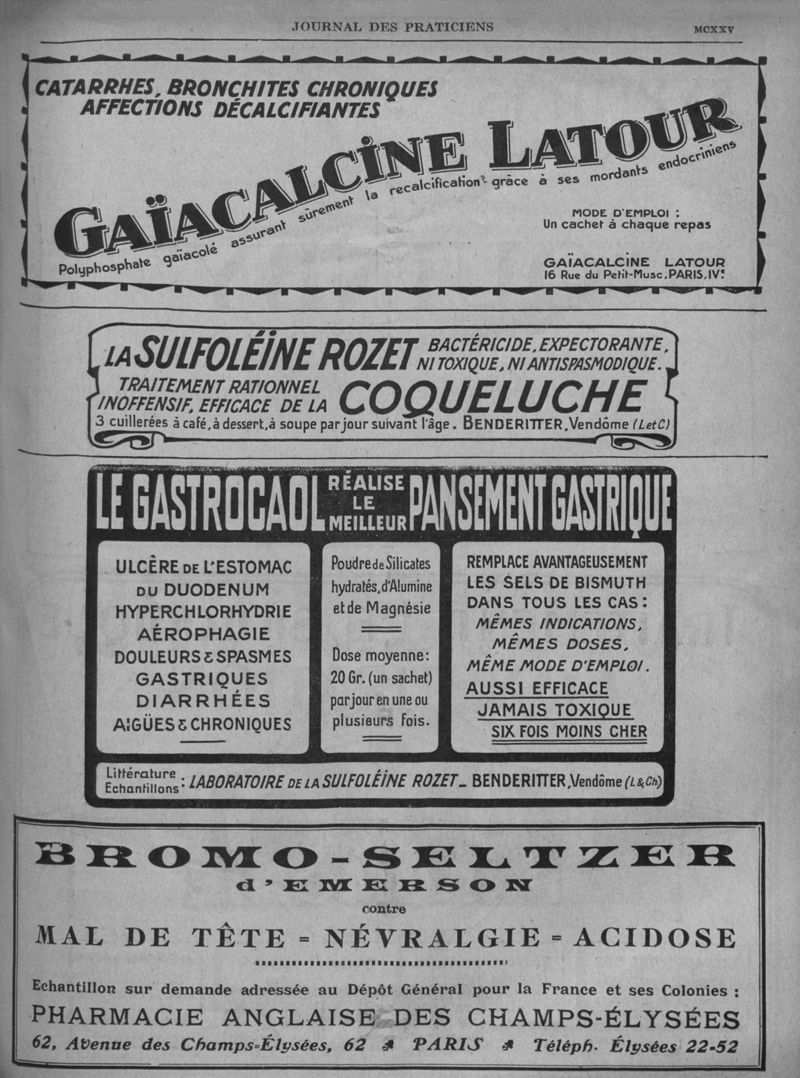 JOURNAL DES PRATICIENS
MCXXV
CATARRHES, BRONCHITES CHRONIQUES
AFFECTIONS DÉCALCIFIANTES
GAÏACALCINE LATOUR
Polyphosphate gaïacolé assurant sûrement la recalcification grâce à ses mordants endocriniens
MODE D'EMPLOI :
Un cachet à chaque repas
GAÏACALCINE LATOUR
16 Rue du Petit-Musc, PARIS. IVe
LA SULFOLÉINE ROZET
BACTÉRICIDE, EXPECTORANTE,
NI TOXIQUE, NI ANTISPASMODIQUE.
TRAITEMENT RATIONNEL
INOFFENSIF, EFFICACE DE LA
COQUELUCHE
3 cuillerées à café, à dessert, à soupe par jour suivant l'âge. BENDERITTER, Vendôme (L et C)
LE GASTROCAOL RÉALISE LE MEILLEUR PANSEMENT GASTRIQUE
ULCÈRE DE L'ESTOMAC
DU DUODENUM
HYPERCHLORHYDRIE
AÉROPHAGIE
DOULEURS & SPASMES
GASTRIQUES
DIARRHÉES
AIGÜES & CHRONIQUES
Poudre de Silicates
hydratés, d'Alumine
et de Magnésie
Dose moyenne:
20 Gr. (un sachet)
par jour en une ou
plusieurs fois.
REMPLACE AVANTAGEUSEMENT
LES SELS DE BISMUTH
DANS TOUS LES CAS:
MÊMES INDICATIONS,
MÊMES DOSES,
MÊME MODE D'EMPLOI.
AUSSI EFFICACE
JAMAIS TOXIQUE
SIX FOIS MOINS CHER
Littérature
Échantillons : LABORATOIRE DE LA SULFOLÉINE ROZET - BENDERITTER, Vendôme (L & Ch)
BROMO-SELTZER
d'EMERSON
contre
MAL DE TÊTE = NÉVRALGIE = ACIDOSE
Echantillon sur demande adressée au Dépôt Général pour la France et ses Colonies :
PHARMACIE ANGLAISE DES CHAMPS-ÉLYSÉES
62, Avenue des Champs-Élysées, 62 PARIS Téléph. Élysées 22-52